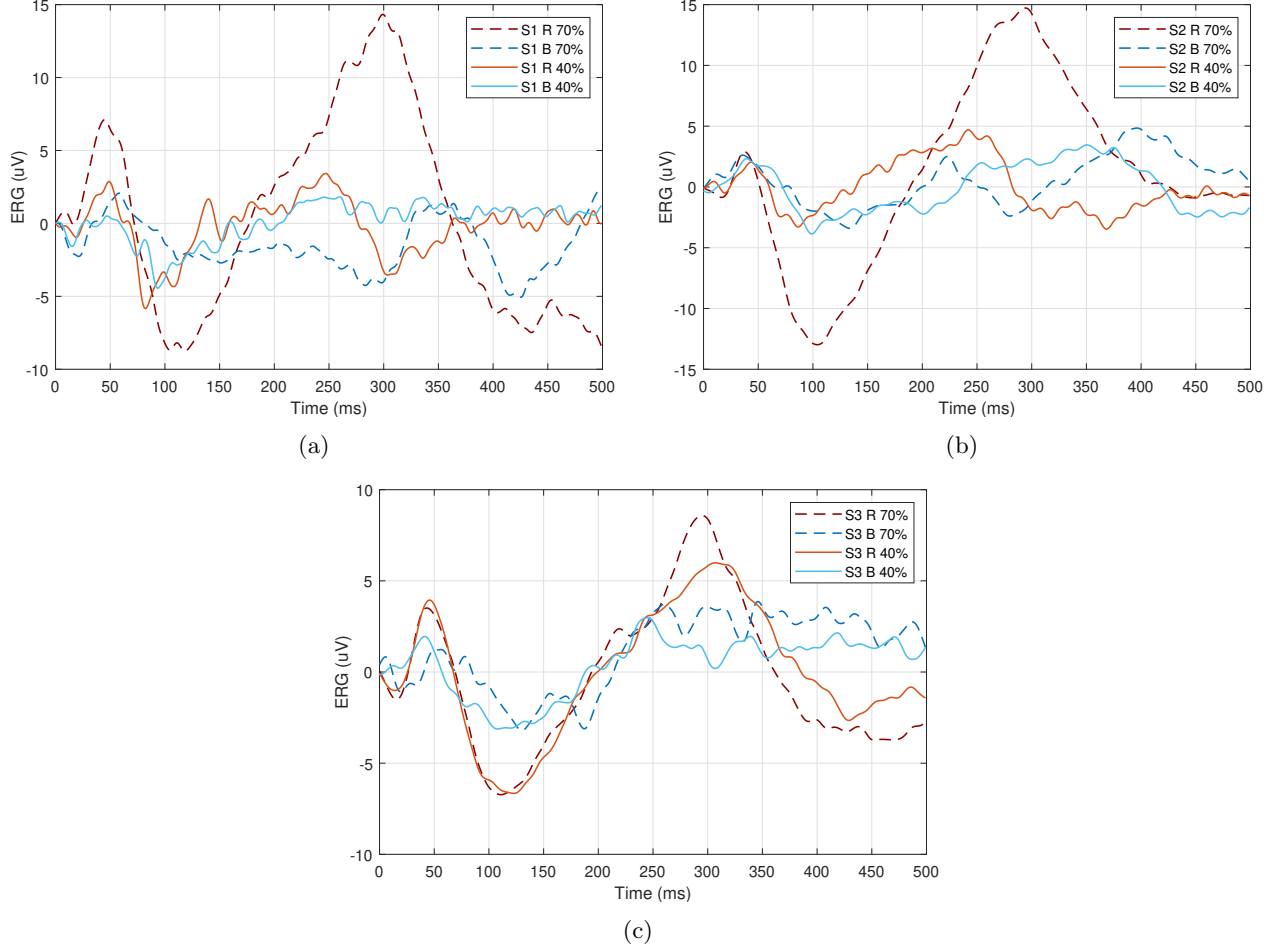 15
10
5
0
-5
-10
ERG (uV)
0 50 100 150 200 250 300 350 400 450 500
Time (ms)
S1 R 70%
S1 B 70%
S1 R 40%
S1 B 40%
(a)
15
10
5
0
-5
-10
-15
ERG (uV)
0 50 100 150 200 250 300 350 400 450 500
Time (ms)
S2 R 70%
S2 B 70%
S2 R 40%
S2 B 40%
(b)
10
5
0
-5
-10
ERG (uV)
0 50 100 150 200 250 300 350 400 450 500
Time (ms)
S3 R 70%
S3 B 70%
S3 R 40%
S3 B 40%
(c)